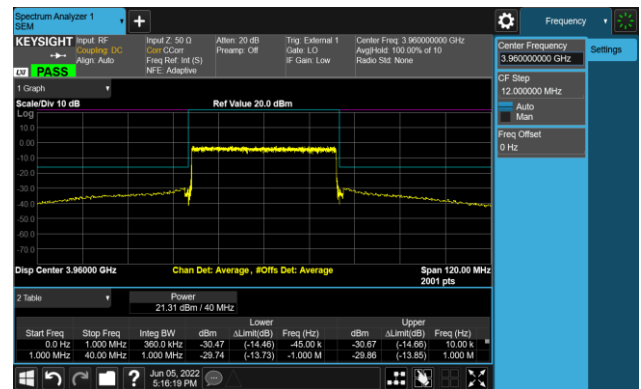 Spectrum Analyzer 1
SEM
Frequency
KEYSIGHT
Input: RF
Coupling: DC
Align: Auto
Input Z: 50 Ω
Corr CCorr
Freq Ref: Int (S)
NFE: Adaptive
Atten: 20 dB
Preamp: Off
Trig: External 1
Gate: LO
IF Gain: Low
Center Freq: 3.960000000 GHz
Avg|Hold: 100.00% of 10
Radio Std: None
LXI
PASS
Center Frequency
3.960000000 GHz
Settings
CF Step
12.000000 MHz
Auto
Man
Freq Offset
0 Hz
1 Graph
Scale/Div 10 dB
Ref Value 20.0 dBm
Log
10.0
0.00
-10.0
-20.0
-30.0
-40.0
-50.0
-60.0
-70.0
Disp Center 3.96000 GHz
Chan Det: Average, #Offs Det: Average
Span 120.00 MHz
2001 pts
2 Table
Power
21.31 dBm / 40 MHz
Lower Upper
Start Freq Stop Freq Integ BW dBm ΔLimit(dB) Freq (Hz) dBm ΔLimit(dB) Freq (Hz)
0.0 Hz 1.000 MHz 360.0 kHz -30.47 (-14.46) -45.00 k -30.67 (-14.66) 10.00 k
1.000 MHz 40.00 MHz 1.000 MHz -29.74 (-13.73) -1.000 M -29.86 (-13.85) 1.000 M
?
Jun 05, 2022
5:16:19 PM